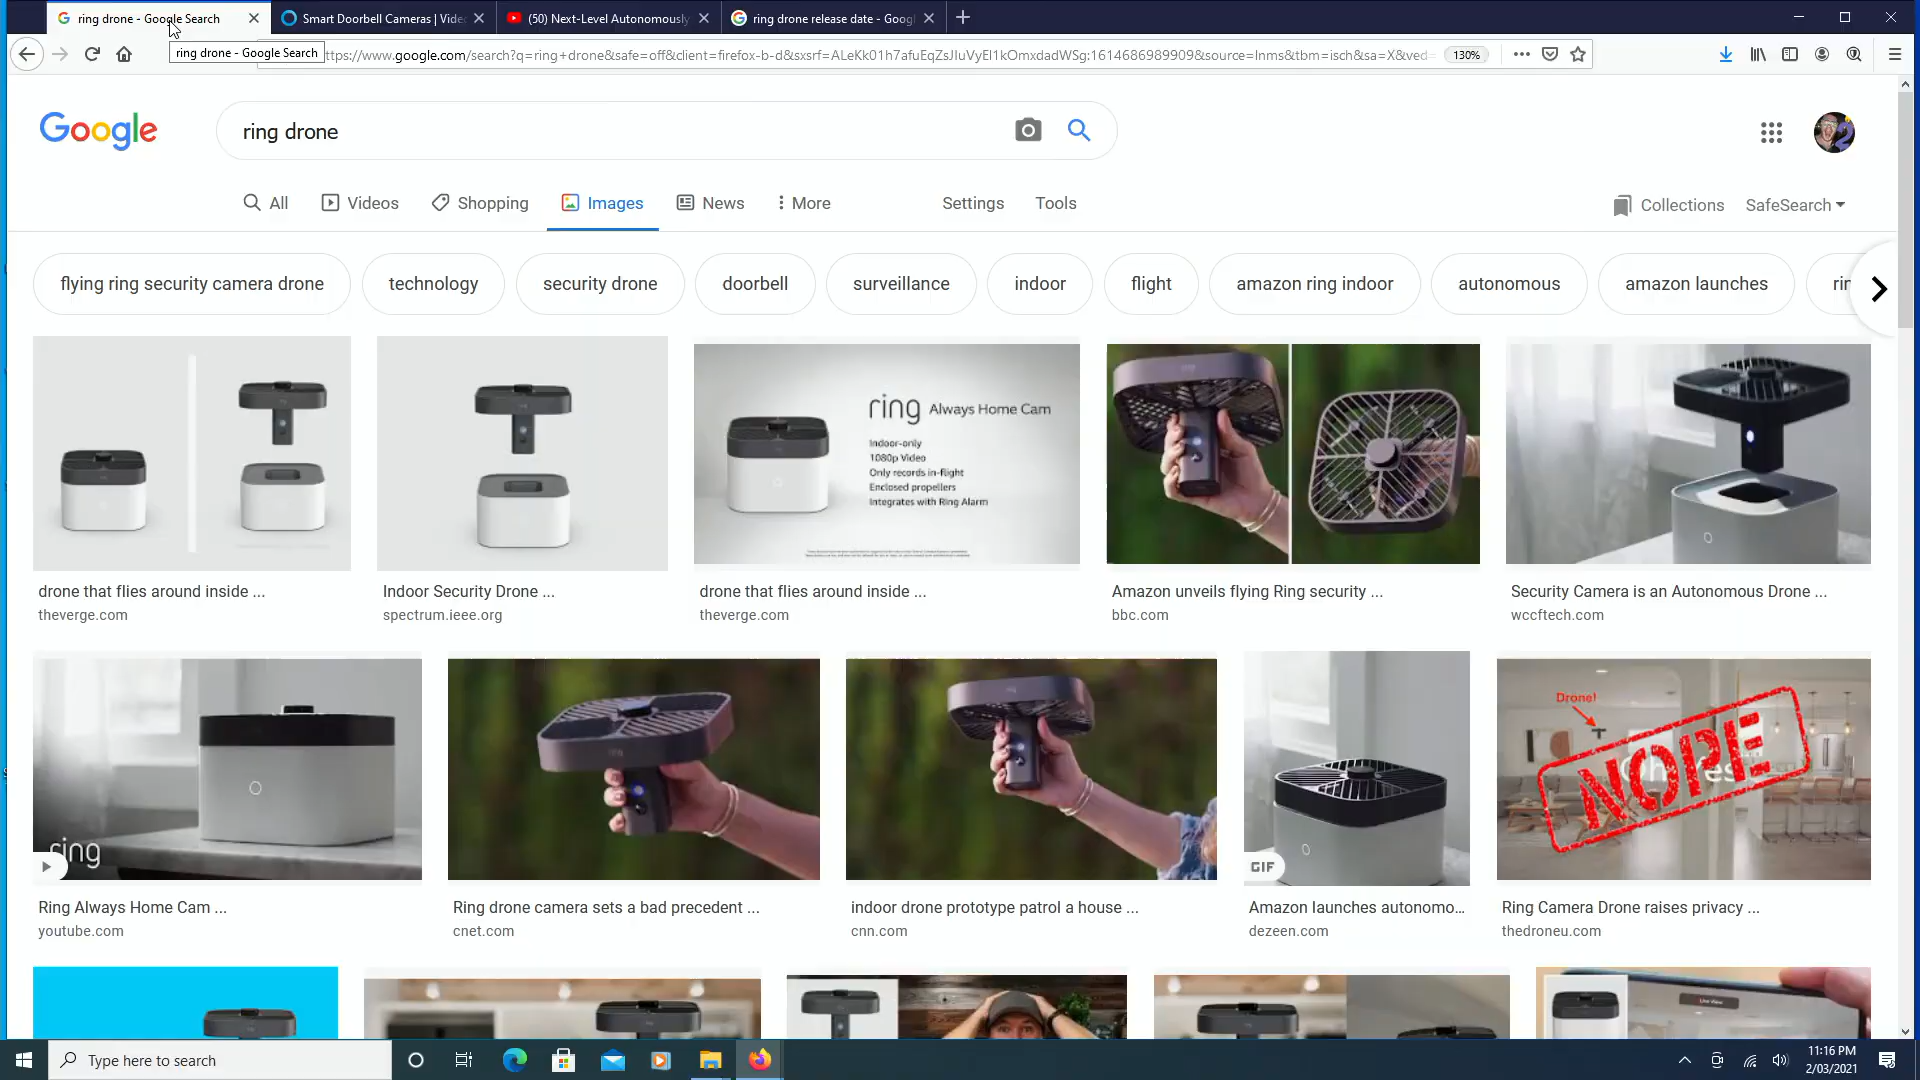 ring drone - Google Search
Smart Doorbell Cameras | Vide
(50) Next-Level Autonomously
ring drone release date - Googl
ring drone - Google Search
ttps://www.google.com/search?q=ring+drone&safe=off&client=firefox-b-d&sxsrf=ALeKk01h7afuEqZsJIuVyEI1kOmxdadWSg:1614686989909&source=lnms&tbm=isch&sa=X&ved=
130%
Google
ring drone
All
Videos
Shopping
Images
News
More
Settings
Tools
Collections
SafeSearch
flying ring security camera drone
technology
security drone
doorbell
surveillance
indoor
flight
amazon ring indoor
autonomous
amazon launches
rin
ring Always Home Cam
Indoor-only
1080p Video
Only records in-flight
Enclosed propellers
Integrates with Ring Alarm
drone that flies around inside ...
theverge.com
Indoor Security Drone ...
spectrum.ieee.org
drone that flies around inside ...
theverge.com
Amazon unveils flying Ring security ...
bbc.com
Security Camera is an Autonomous Drone ...
wccftech.com
ring
GIF
Drone!
NOPE
Ring Always Home Cam ...
youtube.com
Ring drone camera sets a bad precedent ...
cnet.com
indoor drone prototype patrol a house ...
cnn.com
Amazon launches autonomo...
dezeen.com
Ring Camera Drone raises privacy ...
thedroneu.com
Live View
Type here to search
11:16 PM
2/03/2021